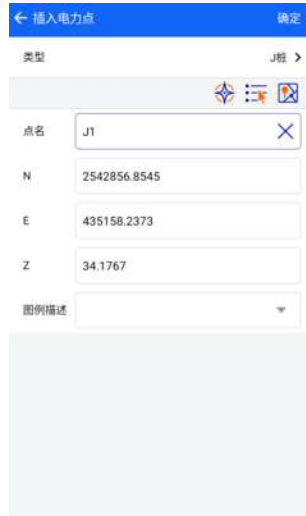 插入电力点 确定
类型 J桩
点名 J1
N 2542856.8545
E 435158.2373
Z 34.1767
图例描述